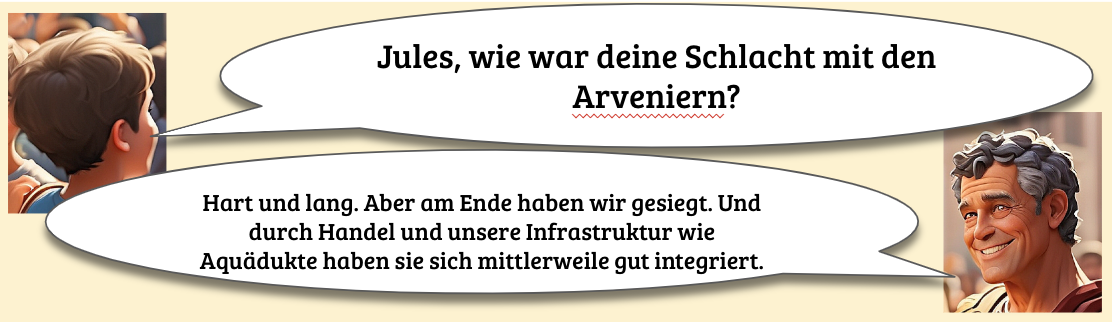 Jules, wie war deine Schlacht mit den
Arveniern?
Hart und lang. Aber am Ende haben wir gesiegt. Und
durch Handel und unsere Infrastruktur wie
Aquädukte haben sie sich mittlerweile gut integriert.